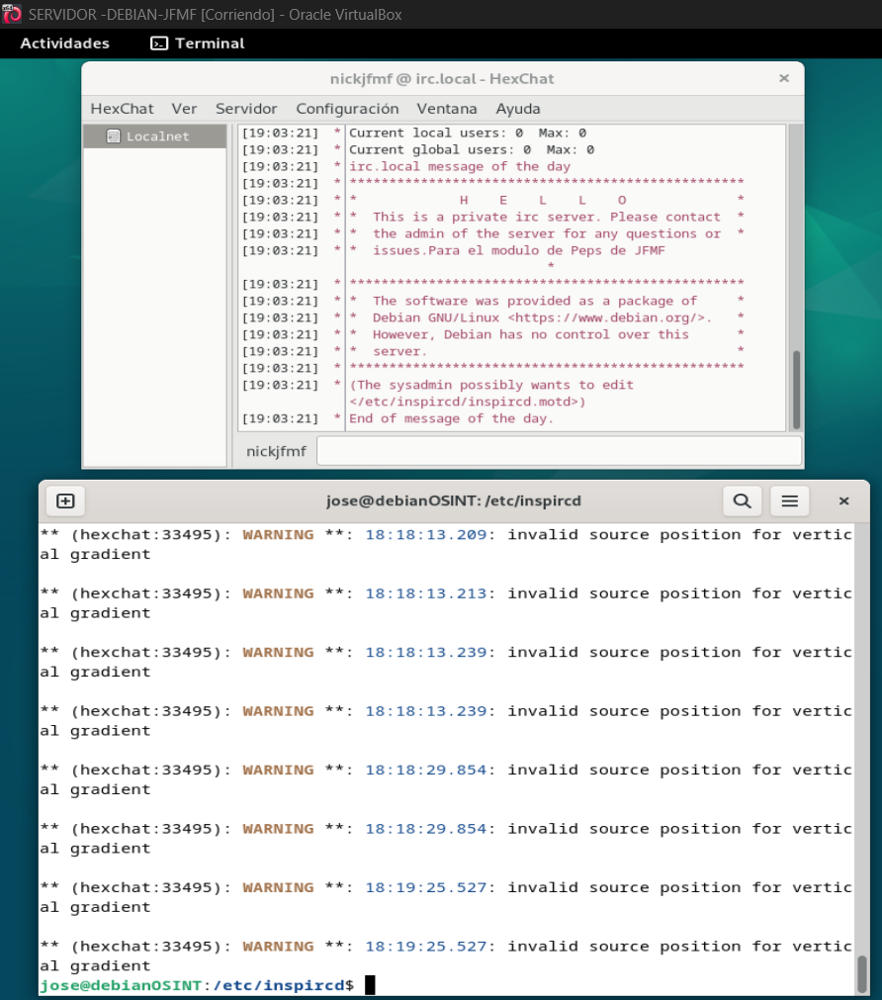 SERVIDOR -DEBIAN-JFMF [Corriendo] - Oracle VirtualBox
Actividades Terminal
nickjfmf @ irc.local - HexChat
HexChat Ver Servidor Configuración Ventana Ayuda
Localnet
[19:03:21] * Current local users: 0 Max: 0
[19:03:21] * Current global users: 0 Max: 0
[19:03:21] * irc.local message of the day
[19:03:21] * **************************************************
[19:03:21] * * H E L L O *
[19:03:21] * * This is a private irc server. Please contact *
[19:03:21] * * the admin of the server for any questions or *
[19:03:21] * * issues.Para el modulo de Peps de JFMF
*
[19:03:21] * **************************************************
[19:03:21] * * The software was provided as a package of *
[19:03:21] * * Debian GNU/Linux <https://www.debian.org/>. *
[19:03:21] * * However, Debian has no control over this *
[19:03:21] * * server. *
[19:03:21] * **************************************************
[19:03:21] * (The sysadmin possibly wants to edit
</etc/inspircd/inspircd.motd>)
[19:03:21] * End of message of the day.
nickjfmf
jose@debianOSINT: /etc/inspircd
** (hexchat:33495): WARNING **: 18:18:13.209: invalid source position for vertic
al gradient
** (hexchat:33495): WARNING **: 18:18:13.213: invalid source position for vertic
al gradient
** (hexchat:33495): WARNING **: 18:18:13.239: invalid source position for vertic
al gradient
** (hexchat:33495): WARNING **: 18:18:13.239: invalid source position for vertic
al gradient
** (hexchat:33495): WARNING **: 18:18:29.854: invalid source position for vertic
al gradient
** (hexchat:33495): WARNING **: 18:18:29.854: invalid source position for vertic
al gradient
** (hexchat:33495): WARNING **: 18:19:25.527: invalid source position for vertic
al gradient
** (hexchat:33495): WARNING **: 18:19:25.527: invalid source position for vertic
al gradient
jose@debianOSINT:/etc/inspircd$